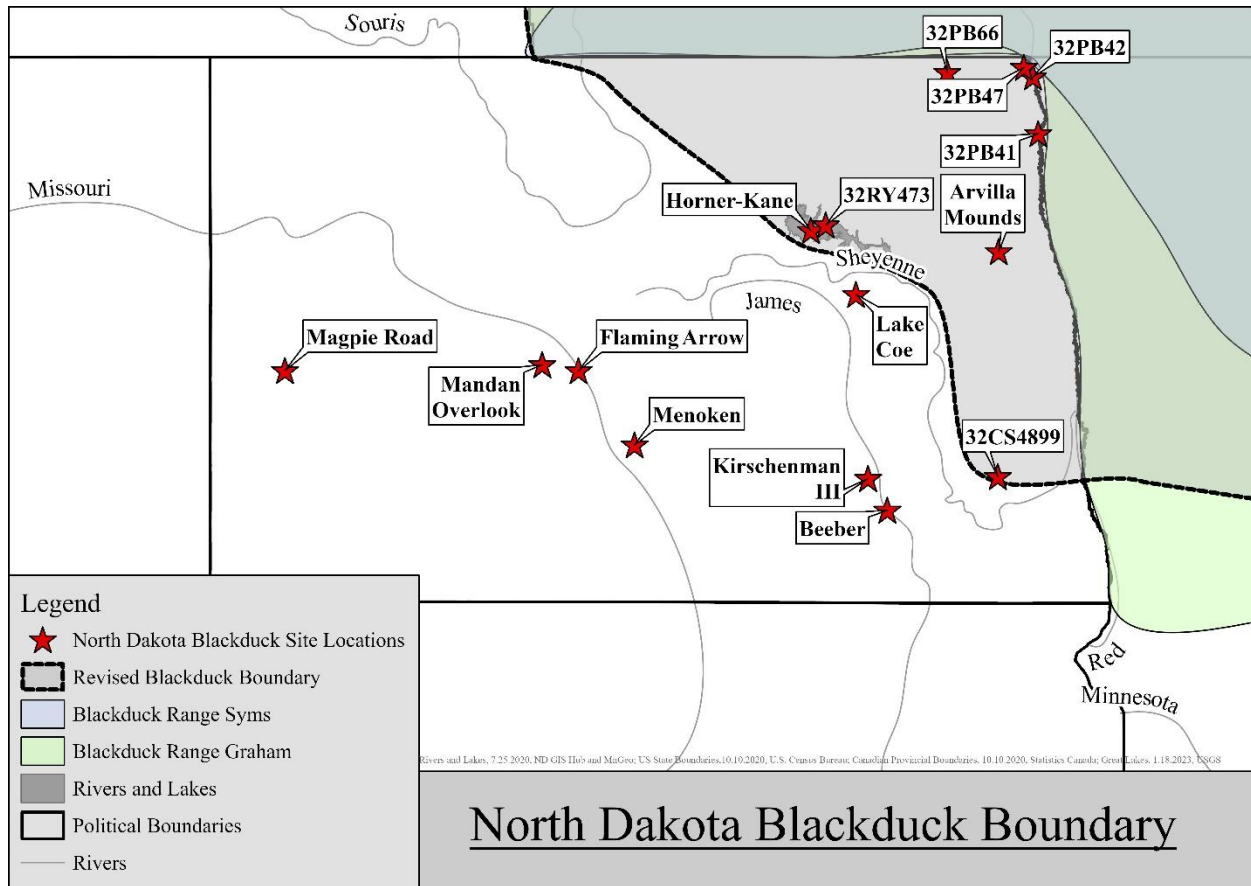 Souris
32PB66
32PB42
32PB47
32PB41
Missouri
Horner-Kane
32RY473
Arvilla
Mounds
Sheyenne
James
Lake
Coe
Magpie Road
Flaming Arrow
Mandan
Overlook
Menoken
32CS4899
Kirschenman
III
Beeber
Red
Minnesota
Legend
North Dakota Blackduck Site Locations
Revised Blackduck Boundary
Blackduck Range Syms
Blackduck Range Graham
Rivers and Lakes
Political Boundaries
Rivers
Rivers and Lakes, 7.25 2020, ND GIS Hub and MnGeo; US State Boundaries,10.10.2020, U.S. Census Bureau; Canadian Provincial Boundaries, 10.10.2020, Statistics Canada; Great Lakes, 1.18.2023, USGS
North Dakota Blackduck Boundary